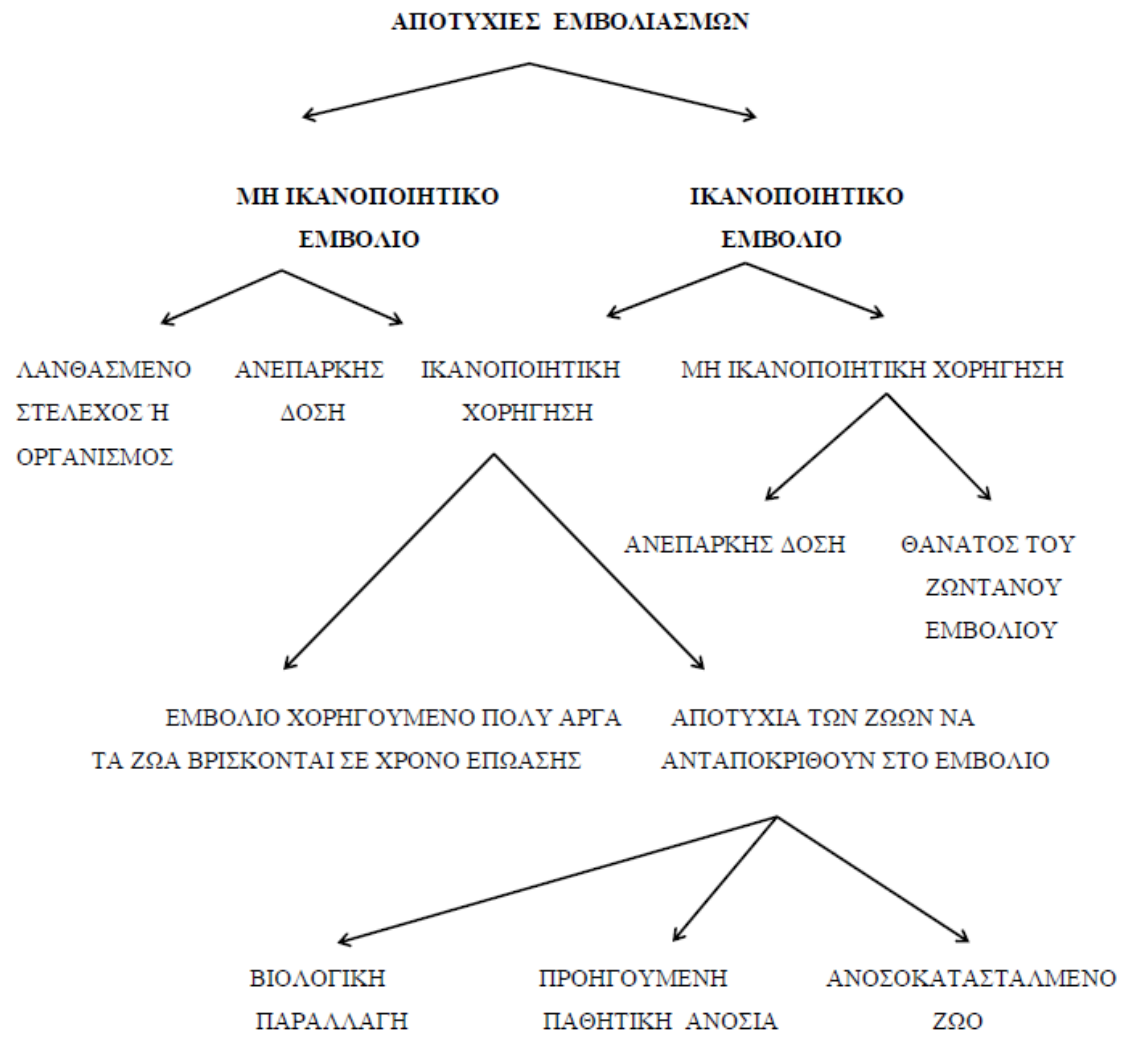 ΑΠΟΤΥΧΙΕΣ ΕΜΒΟΛΙΑΣΜΩΝ
ΜΗ ΙΚΑΝΟΠΟΙΗΤΙΚΟ
ΕΜΒΟΛΙΟ
ΙΚΑΝΟΠΟΙΗΤΙΚΟ
ΕΜΒΟΛΙΟ
ΛΑΝΘΑΣΜΕΝΟ
ΣΤΕΛΕΧΟΣ Ή
ΟΡΓΑΝΙΣΜΟΣ
ΑΝΕΠΑΡΚΗΣ
ΔΟΣΗ
ΙΚΑΝΟΠΟΙΗΤΙΚΗ
ΧΟΡΗΓΗΣΗ
ΜΗ ΙΚΑΝΟΠΟΙΗΤΙΚΗ ΧΟΡΗΓΗΣΗ
ΑΝΕΠΑΡΚΗΣ ΔΟΣΗ
ΘΑΝΑΤΟΣ ΤΟΥ
ΖΩΝΤΑΝΟΥ
ΕΜΒΟΛΙΟΥ
ΕΜΒΟΛΙΟ ΧΟΡΗΓΟΥΜΕΝΟ ΠΟΛΥ ΑΡΓΑ
ΤΑ ΖΩΑ ΒΡΙΣΚΟΝΤΑΙ ΣΕ ΧΡΟΝΟ ΕΠΩΑΣΗΣ
ΑΠΟΤΥΧΙΑ ΤΩΝ ΖΩΩΝ ΝΑ
ΑΝΤΑΠΟΚΡΙΘΟΥΝ ΣΤΟ ΕΜΒΟΛΙΟ
ΒΙΟΛΟΓΙΚΗ
ΠΑΡΑΛΛΑΓΗ
ΠΡΟΗΓΟΥΜΕΝΗ
ΠΑΘΗΤΙΚΗ ΑΝΟΣΙΑ
ΑΝΟΣΟΚΑΤΑΣΤΑΛΜΕΝΟ
ΖΩΟ